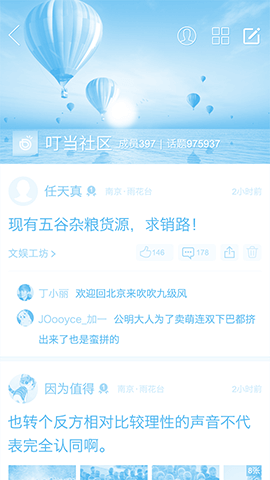 叮当社区 成员397 | 话题975937
任天真 南京·雨花台 2小时前
现有五谷杂粮货源，求销路！
文娱工坊 > 146 178
丁小丽 欢迎回北京来吹吹九级风
JOooyce_加一 公明大人为了卖萌连双下巴都挤
出来了也是蛮拼的
因为值得 南京·雨花台 2小时前
也转个反方相对比较理性的声音不代
表完全认同啊。
8张